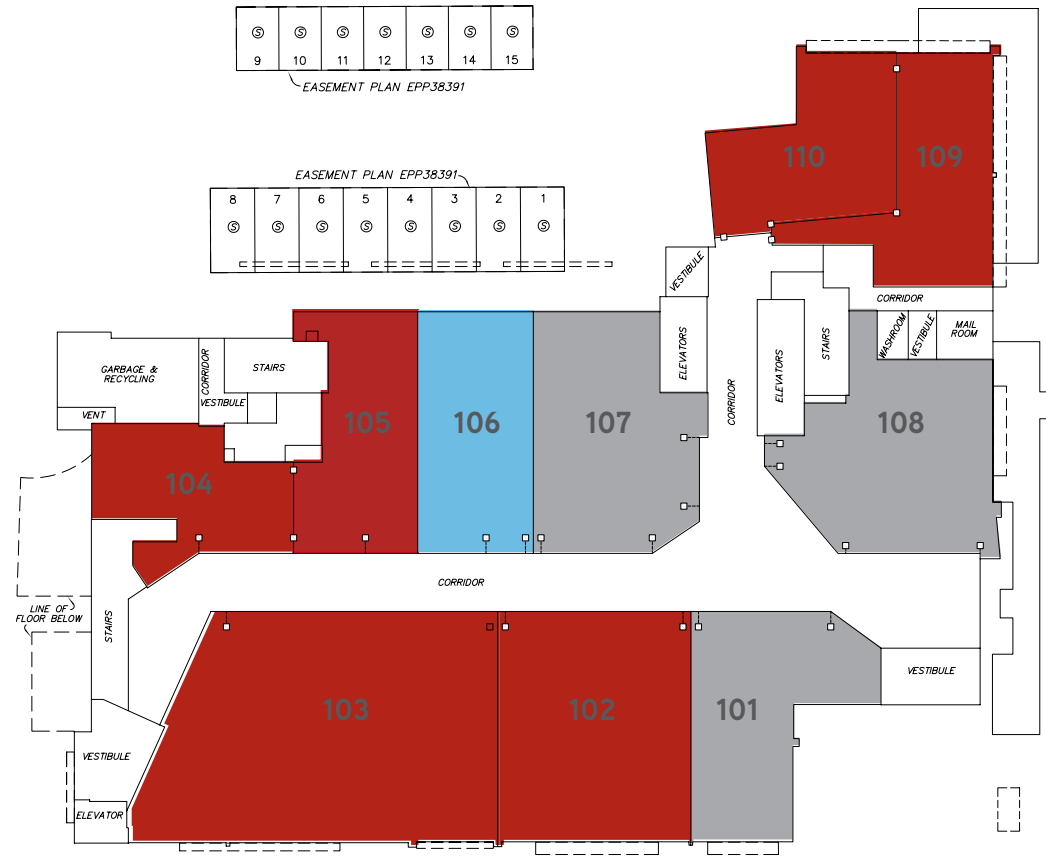 Ⓢ Ⓢ Ⓢ Ⓢ Ⓢ Ⓢ Ⓢ
9 10 11 12 13 14 15
EASEMENT PLAN EPP38391
EASEMENT PLAN EPP38391
8 7 6 5 4 3 2 1
Ⓢ Ⓢ Ⓢ Ⓢ Ⓢ Ⓢ Ⓢ Ⓢ
110
109
VESTIBULE
CORRIDOR
ELEVATORS
ELEVATORS
STAIRS
WASHROOM
VESTIBULE
MAIL
ROOM
GARBAGE &
RECYCLING
CORRIDOR
STAIRS
VESTIBULE
VENT
CORRIDOR
105
106
107
108
104
CORRIDOR
LINE OF
FLOOR BELOW
STAIRS
VESTIBULE
103
102
101
VESTIBULE
ELEVATOR